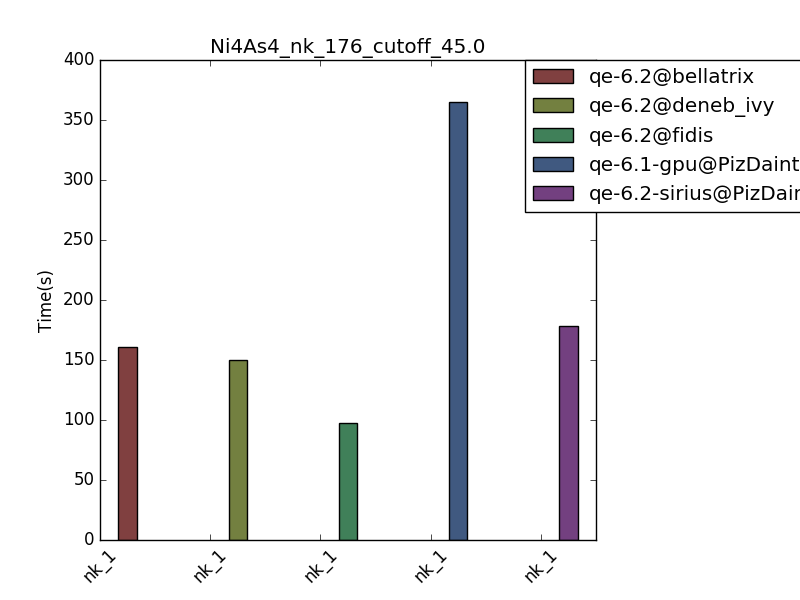 Ni4As4_nk_176_cutoff_45.0
400
350
300
250
200
150
100
50
0
Time(s)
nk_1
nk_1
nk_1
nk_1
nk_1
qe-6.2@bellatrix
qe-6.2@deneb_ivy
qe-6.2@fidis
qe-6.1-gpu@PizDaint
qe-6.2-sirius@PizDain